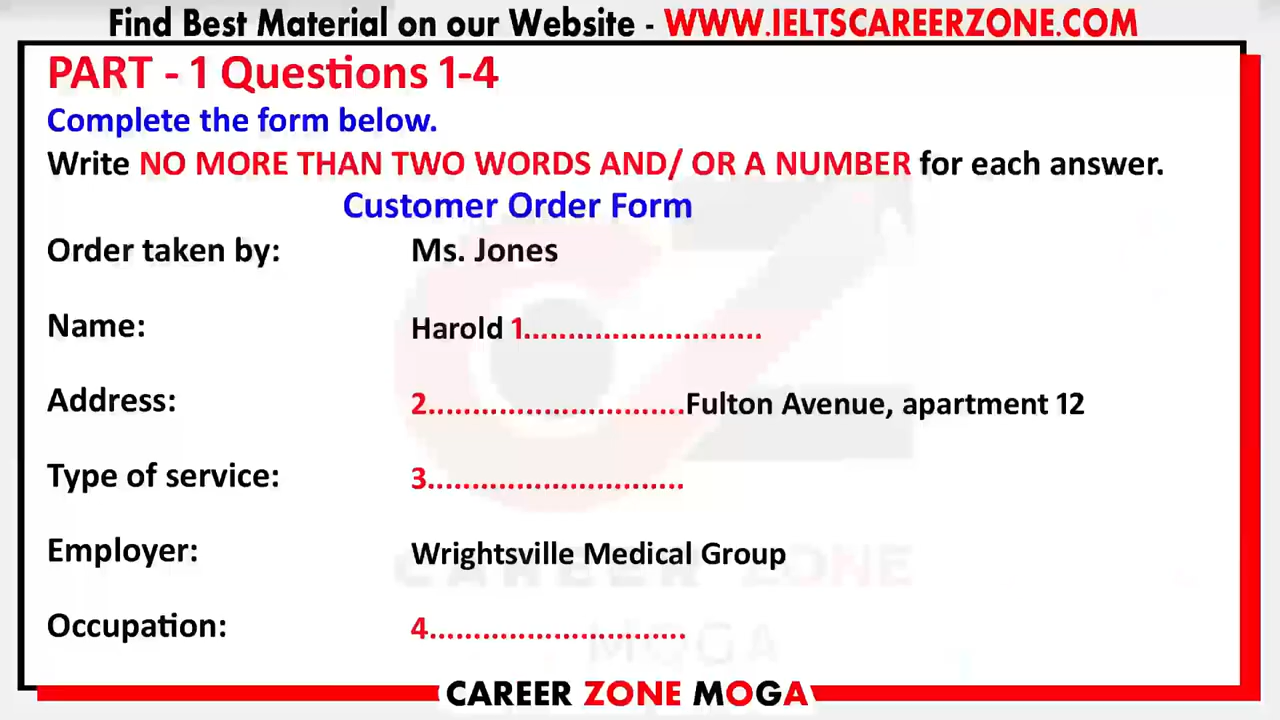 Find Best Material on our Website - WWW.IELTSCAREERZONE.COM
PART - 1 Questions 1-4
Complete the form below.
Write NO MORE THAN TWO WORDS AND/ OR A NUMBER for each answer.
Customer Order Form
Order taken by: Ms. Jones
Name: Harold 1...........................
Address: 2.............................Fulton Avenue, apartment 12
Type of service: 3.............................
Employer: Wrightsville Medical Group
Occupation: 4.............................
CAREER ZONE
MOGA
CAREER ZONE MOGA